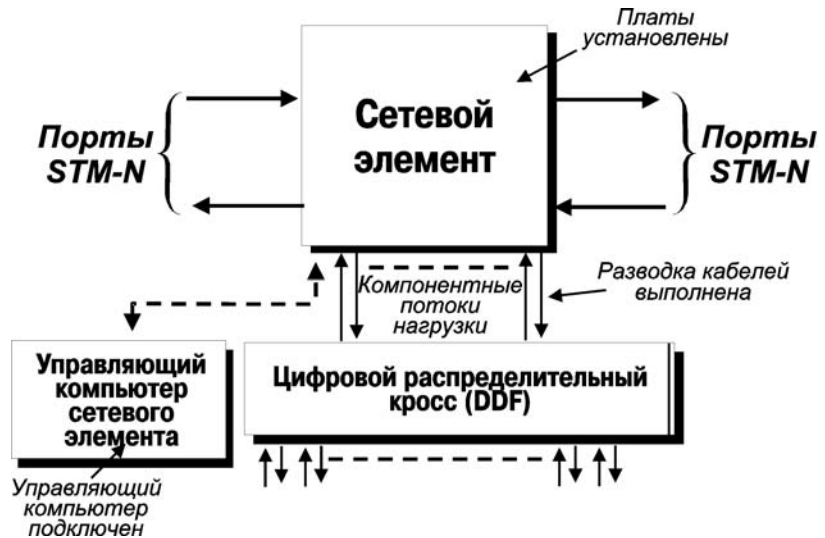 Платы
установлены
Сетевой
элемент
Порты
STM-N
Порты
STM-N
Компонентные
потоки
нагрузки
Разводка кабелей
выполнена
Управляющий
компьютер
сетевого
элемента
Цифровой распределительный
кросс (DDF)
Управляющий
компьютер
подключен